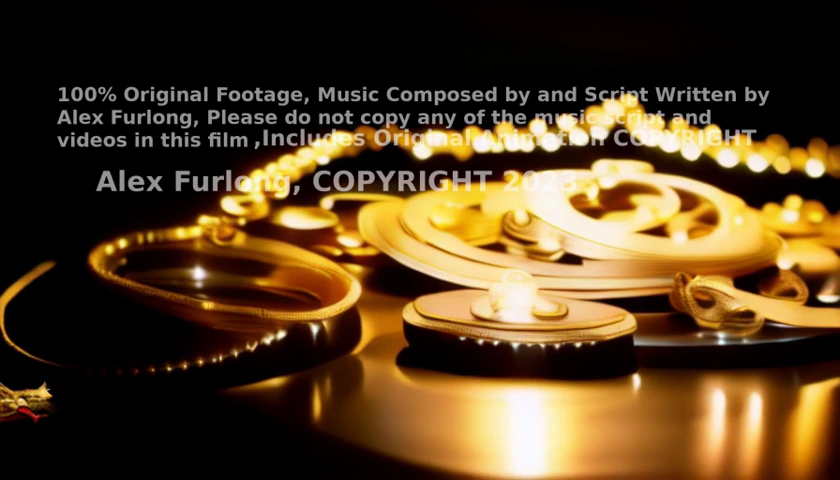 100% Original Footage, Music Composed by and Script Written by
Alex Furlong, Please do not copy any of the music script and
videos in this film ,Includes Original Animation COPYRIGHT
Alex Furlong, COPYRIGHT 2023